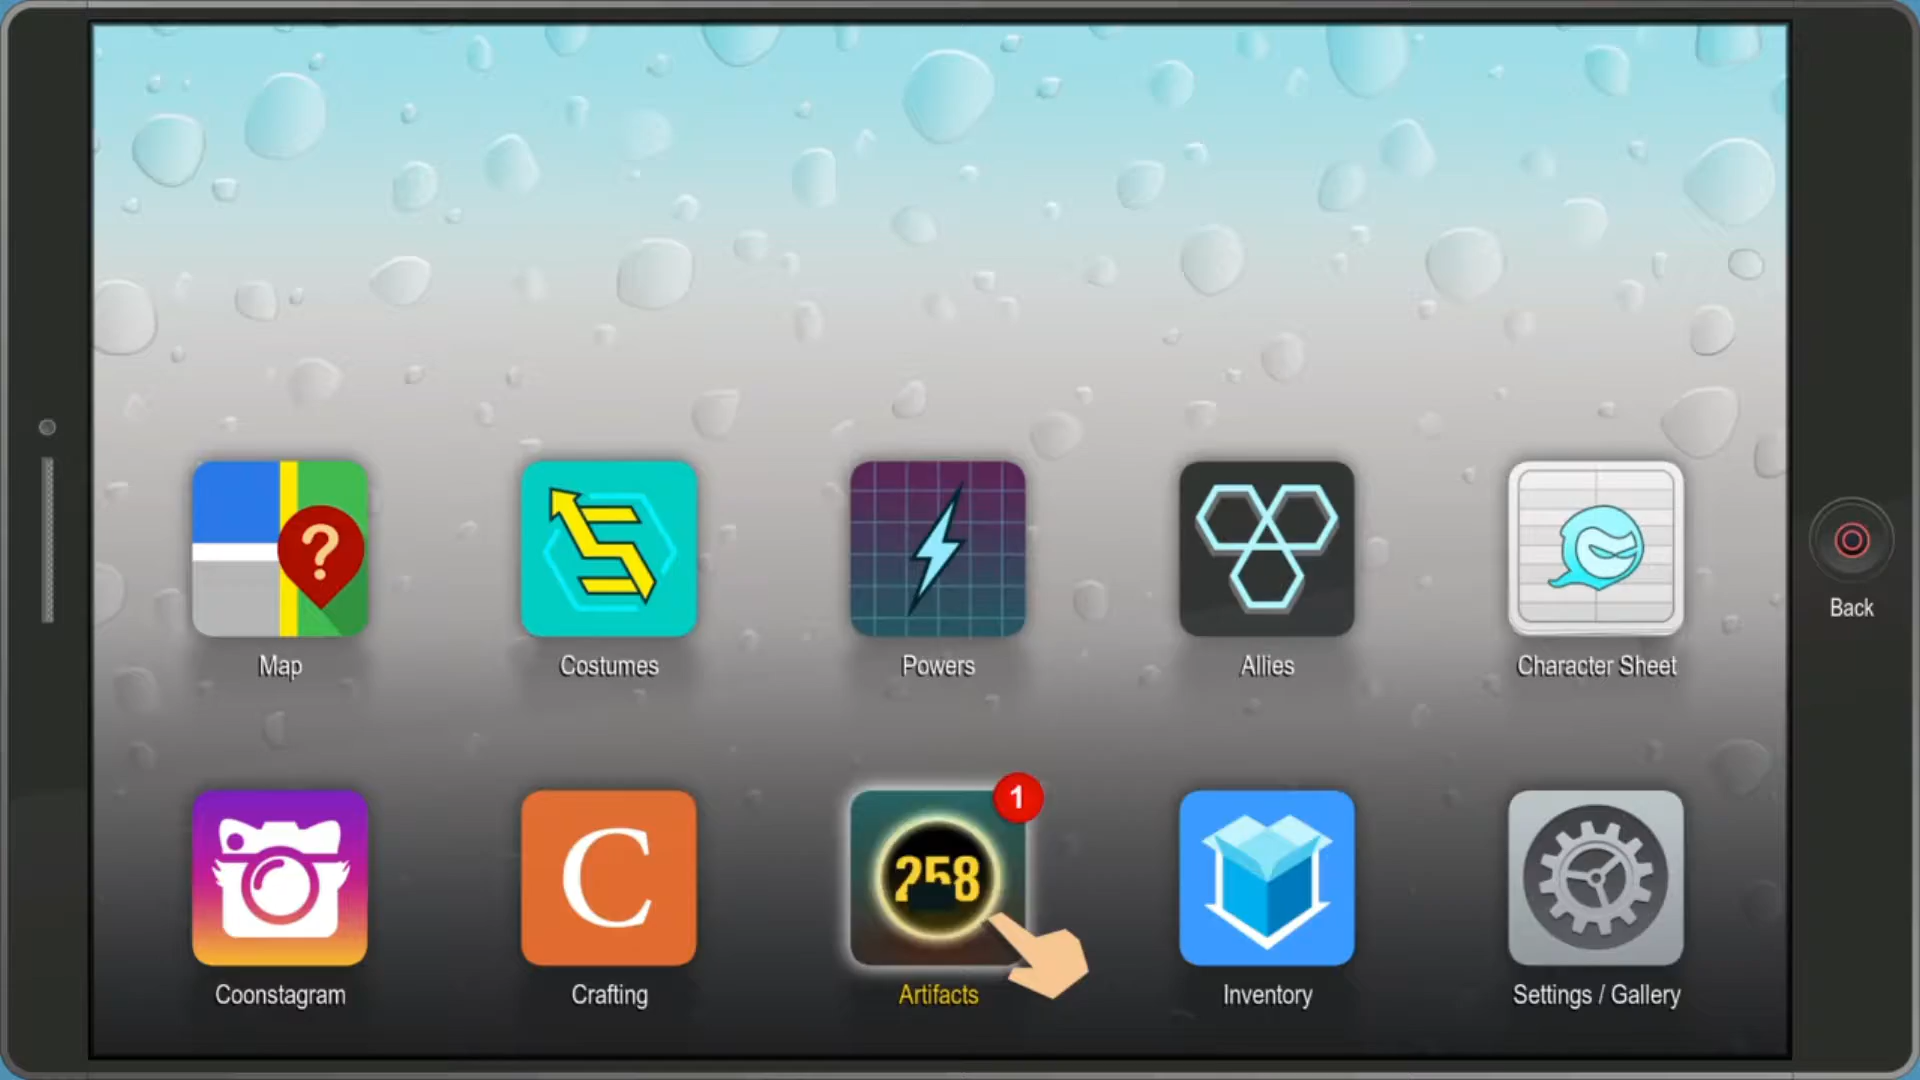 ?
Map
Costumes
Powers
Allies
Character Sheet
Back
1
C
258
Coonstagram
Crafting
Artifacts
Inventory
Settings / Gallery